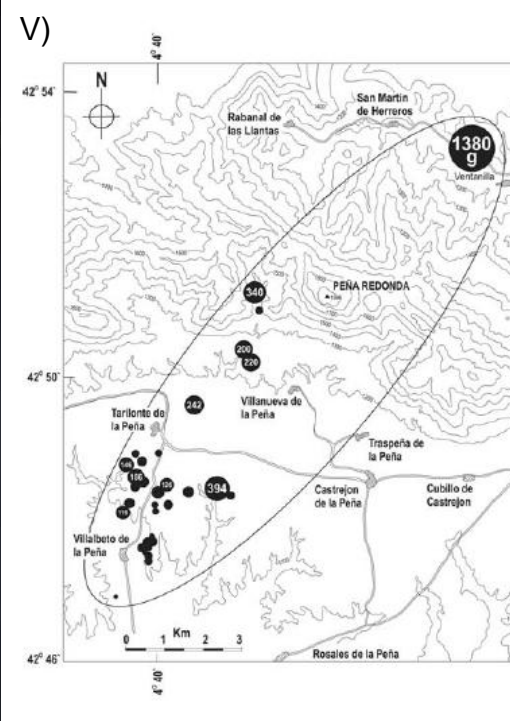 V)
4° 40'
42° 54'
N
San Martín
de Herreros
Rabanal de
las Llantas
1380
g
Ventanilla
340
PEÑA REDONDA
200
220
42° 50'
242
Villanueva de
la Peña
Tarilonte de
la Peña
Traspeña de
la Peña
166
394
Castrejon
de la Peña
Cubillo de
Castrejon
Villalbeto de
la Peña
Km
0 1 2 3
42° 46'
4° 40'
Rosales de la Peña